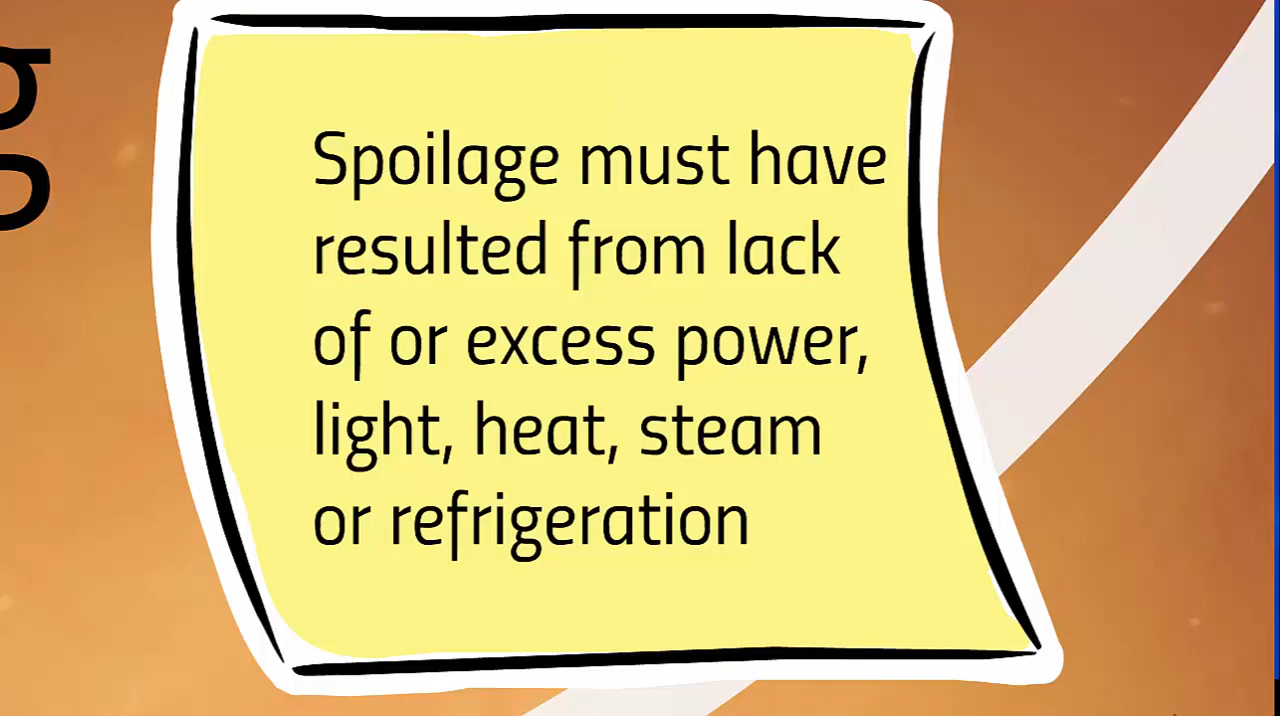 Spoilage must have
resulted from lack
of or excess power,
light, heat, steam
or refrigeration